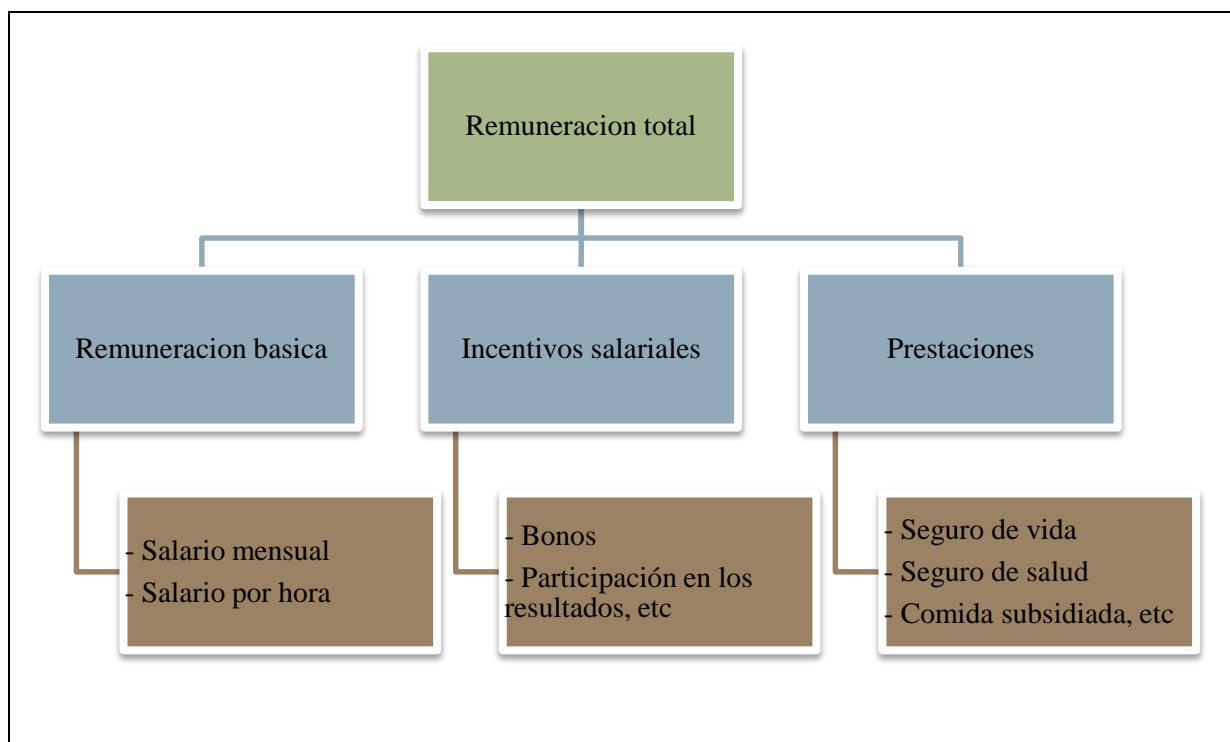 Remuneracion total
Remuneracion basica
Incentivos salariales
Prestaciones
- Salario mensual
- Salario por hora
- Bonos
- Participación en los
resultados, etc
- Seguro de vida
- Seguro de salud
- Comida subsidiada, etc